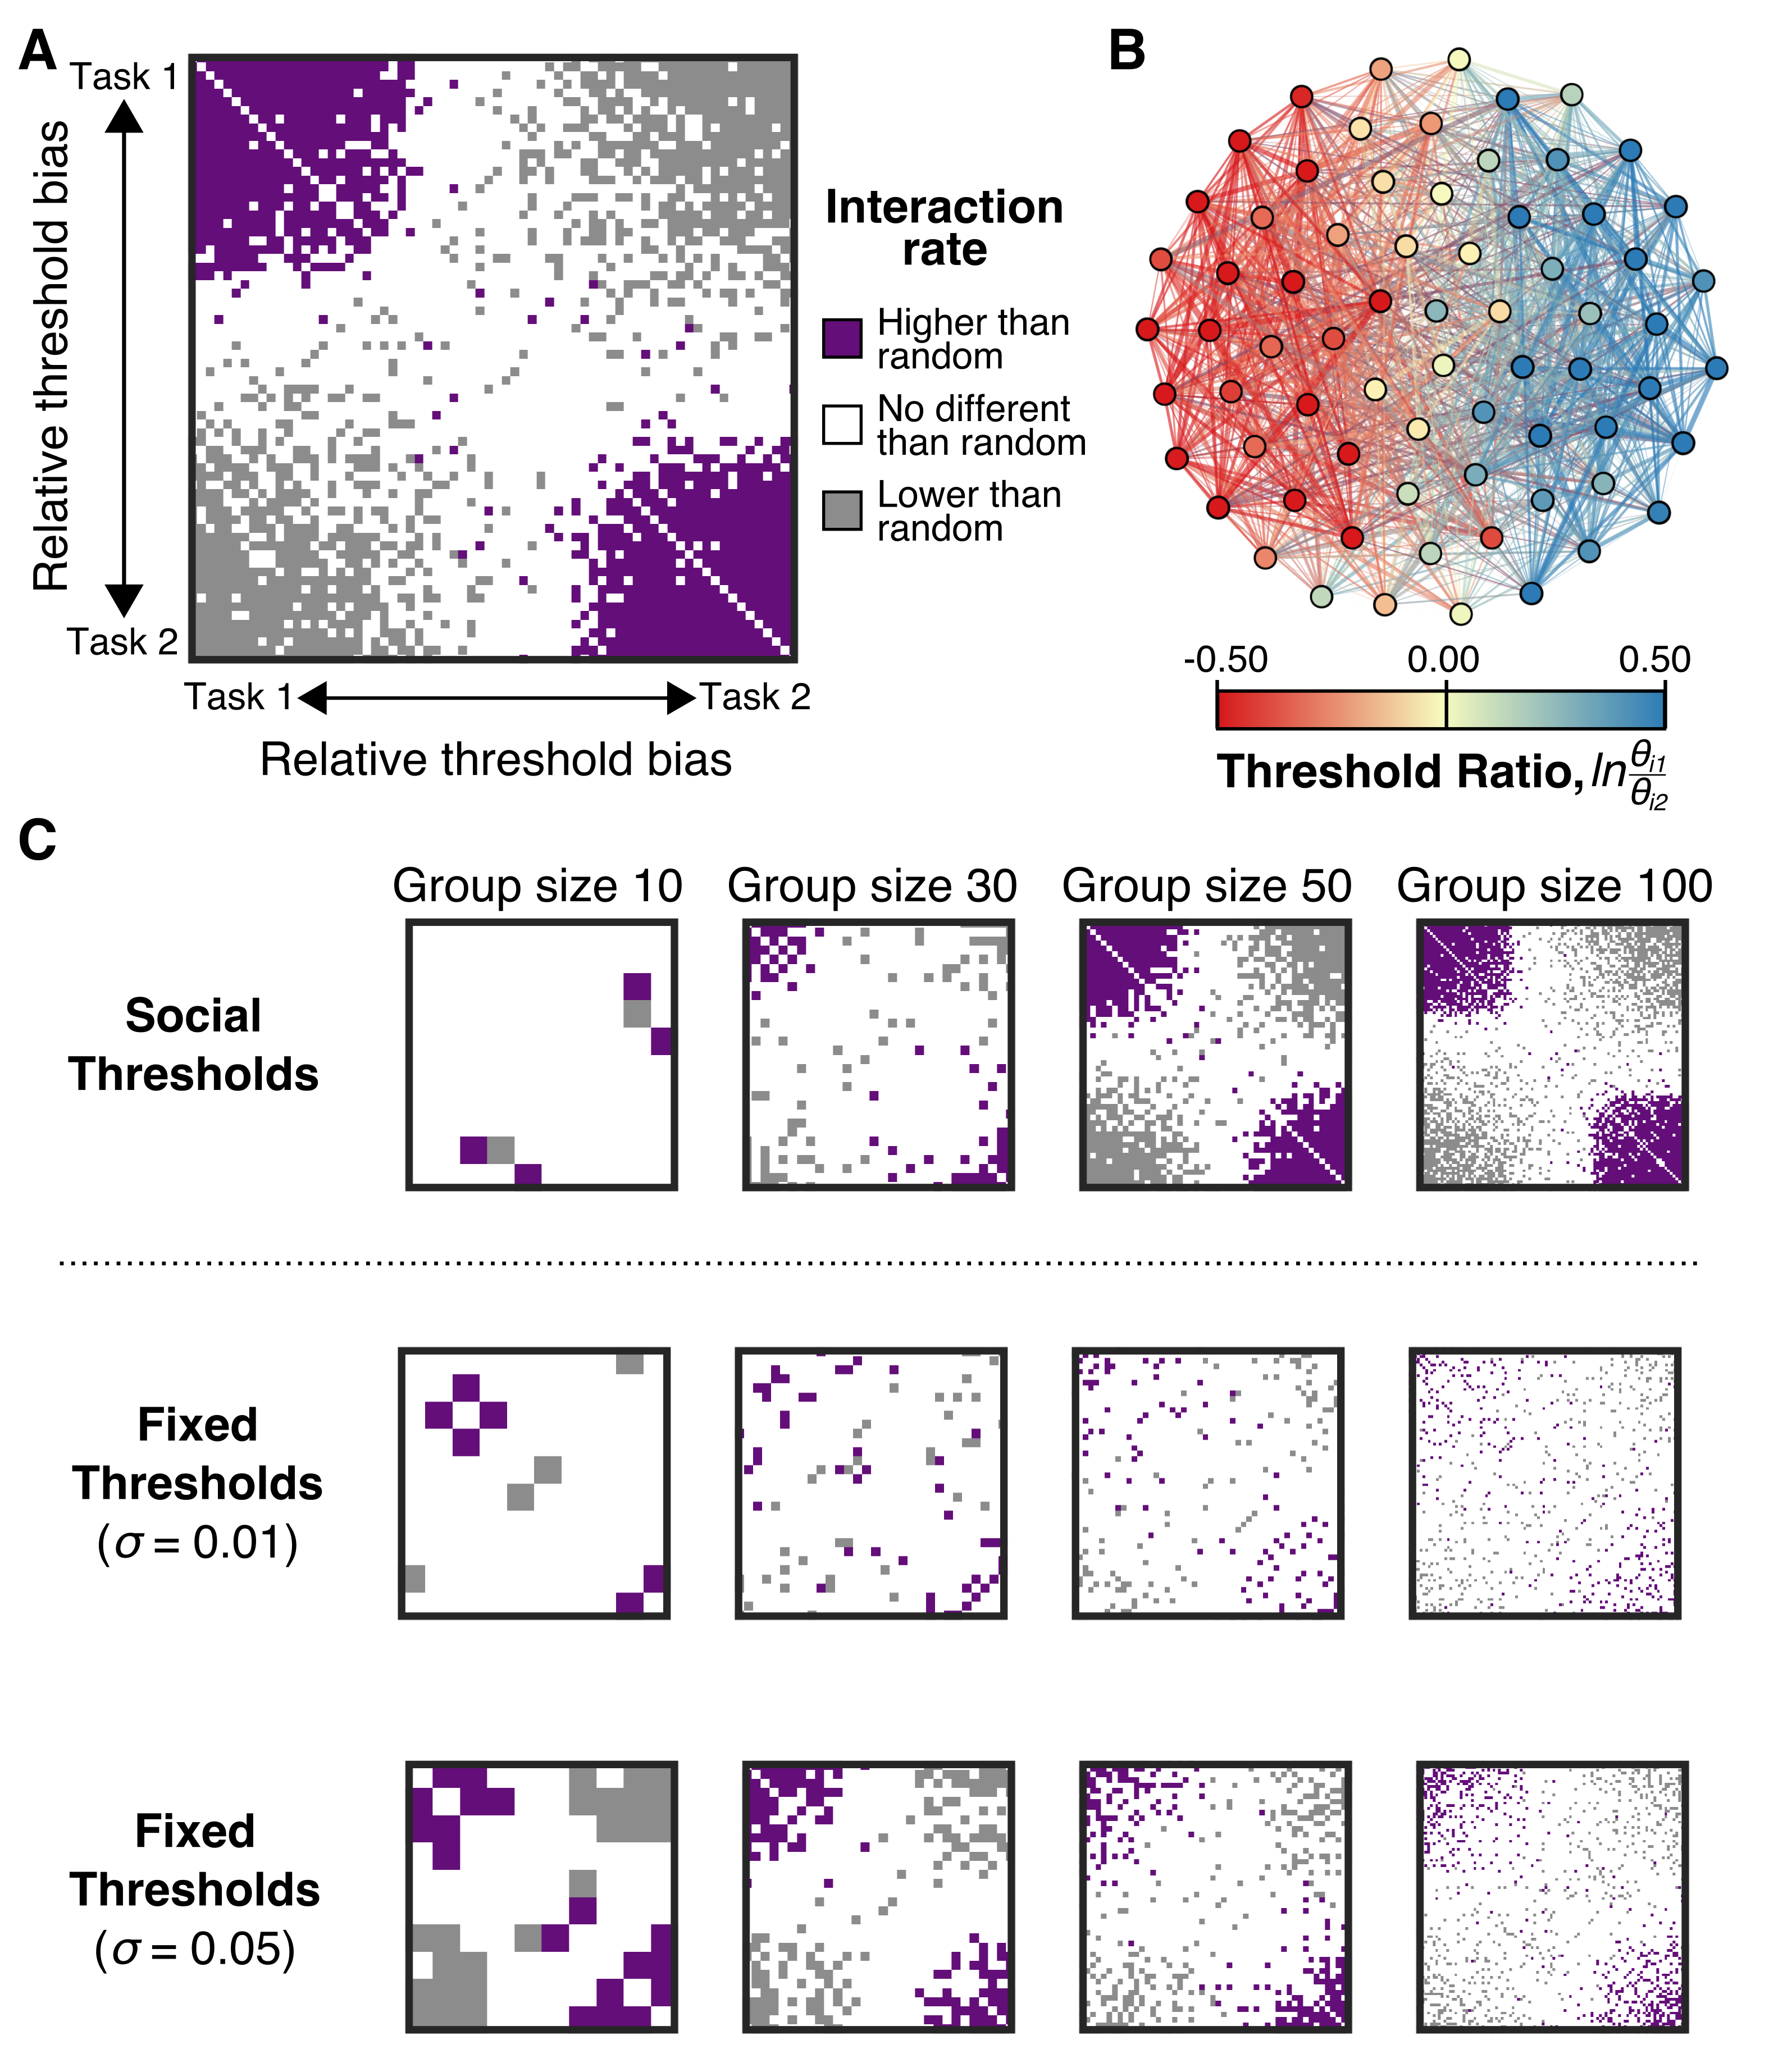 A
Task 1
Relative threshold bias
Task 2
Task 1
Task 2
Relative threshold bias
Interaction
rate
Higher than
random
No different
than random
Lower than
random
B
-0.50 0.00 0.50
Threshold Ratio, ln θi1/θi2
C
Group size 10 Group size 30 Group size 50 Group size 100
Social
Thresholds
Fixed
Thresholds
(σ = 0.01)
Fixed
Thresholds
(σ = 0.05)